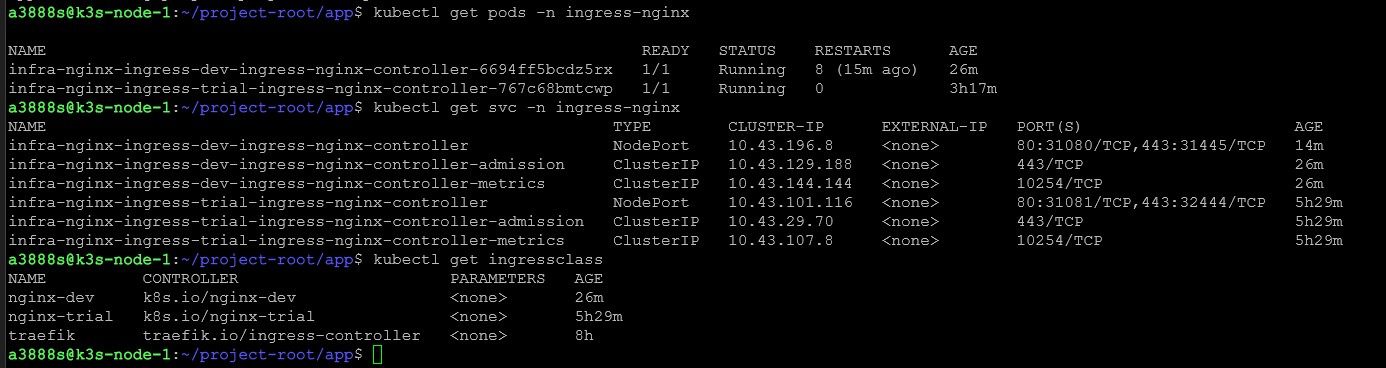 a3888s@k3s-node-1:~/project-root/app$ kubectl get pods -n ingress-nginx
NAME READY STATUS RESTARTS AGE
infra-nginx-ingress-dev-ingress-nginx-controller-6694ff5bcdz5rx 1/1 Running 8 (15m ago) 26m
infra-nginx-ingress-trial-ingress-nginx-controller-767c68bmtcwp 1/1 Running 0 3h17m
a3888s@k3s-node-1:~/project-root/app$ kubectl get svc -n ingress-nginx
NAME TYPE CLUSTER-IP EXTERNAL-IP PORT(S) AGE
infra-nginx-ingress-dev-ingress-nginx-controller NodePort 10.43.196.8 <none> 80:31080/TCP,443:31445/TCP 14m
infra-nginx-ingress-dev-ingress-nginx-controller-admission ClusterIP 10.43.129.188 <none> 443/TCP 26m
infra-nginx-ingress-dev-ingress-nginx-controller-metrics ClusterIP 10.43.144.144 <none> 10254/TCP 26m
infra-nginx-ingress-trial-ingress-nginx-controller NodePort 10.43.101.116 <none> 80:31081/TCP,443:32444/TCP 5h29m
infra-nginx-ingress-trial-ingress-nginx-controller-admission ClusterIP 10.43.29.70 <none> 443/TCP 5h29m
infra-nginx-ingress-trial-ingress-nginx-controller-metrics ClusterIP 10.43.107.8 <none> 10254/TCP 5h29m
a3888s@k3s-node-1:~/project-root/app$ kubectl get ingressclass
NAME CONTROLLER PARAMETERS AGE
nginx-dev k8s.io/nginx-dev <none> 26m
nginx-trial k8s.io/nginx-trial <none> 5h29m
traefik traefik.io/ingress-controller <none> 8h
a3888s@k3s-node-1:~/project-root/app$